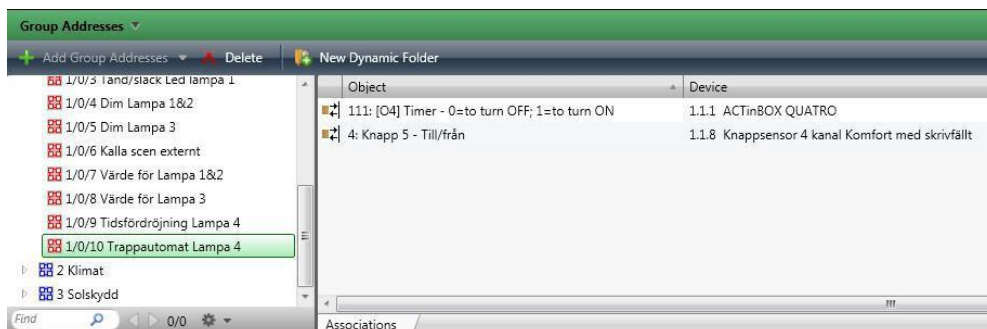 Group Addresses
Add Group Addresses Delete New Dynamic Folder
1/0/3 Tänd/släck Led lampa 1
1/0/4 Dim Lampa 1&2
1/0/5 Dim Lampa 3
1/0/6 Kalla scen externt
1/0/7 Värde för Lampa 1&2
1/0/8 Värde för Lampa 3
1/0/9 Tidsfördröjning Lampa 4
1/0/10 Trappautomat Lampa 4
2 Klimat
3 Solskydd
Find 0/0
Object Device
111: [O4] Timer - 0=to turn OFF; 1=to turn ON 1.1.1 ACTinBOX QUATRO
4: Knapp 5 - Till/från 1.1.8 Knappsensor 4 kanal Komfort med skrivfällt
Associations